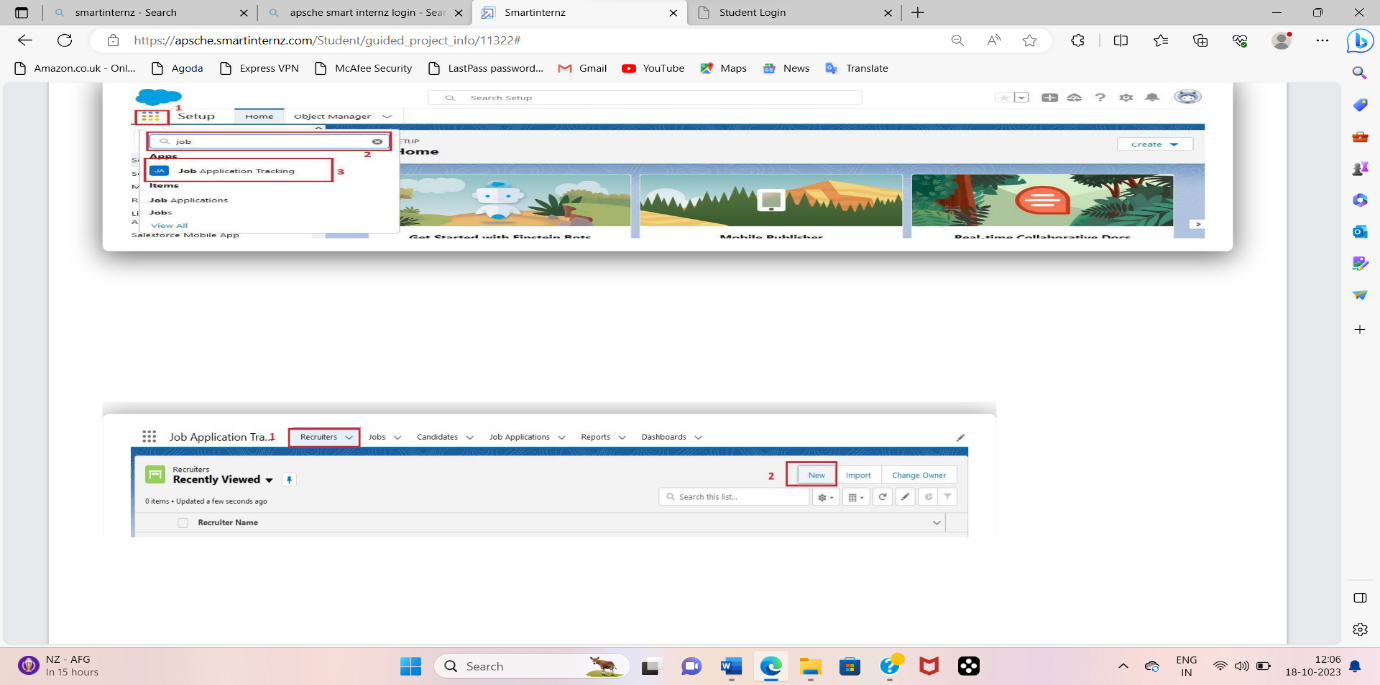 smartinternz - Search
apsche smart internz login - Sear
Smartinternz
Student Login
https://apsche.smartinternz.com/Student/guided_project_info/11322#
Amazon.co.uk - Onl...
Agoda
Express VPN
McAfee Security
LastPass password...
Gmail
YouTube
Maps
News
Translate
Search Setup
1
Setup
Home
Object Manager
job
2
SETUP
Home
Create
Apps
JA
Job Application Tracking
3
Items
Job Applications
Jobs
View All
Salesforce Mobile App
Get Started with Einstein Bots
Mobile Publisher
Real-time Collaborative Docs
Job Application Tra...
1
Recruiters
Jobs
Candidates
Job Applications
Reports
Dashboards
Recruiters
Recently Viewed
2
New
Import
Change Owner
0 items • Updated a few seconds ago
Search this list...
Recruiter Name
NZ - AFG
In 15 hours
Search
ENG
IN
12:06
18-10-2023